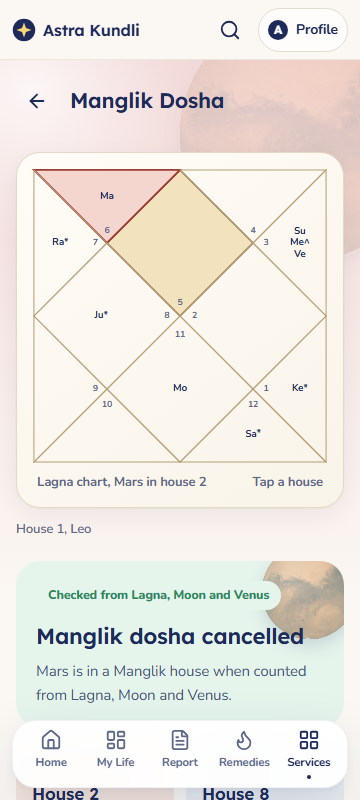 Astra Kundli
A Profile
Manglik Dosha
Ma
6
4
Su
Ra*
7
3
Me^
Ve
5
Ju*
8
2
11
9
Mo
1
Ke*
10
12
Sa*
Lagna chart, Mars in house 2
Tap a house
House 1, Leo
Checked from Lagna, Moon and Venus
Manglik dosha cancelled
Mars is in a Manglik house when counted
from Lagna, Moon and Venus.
Home
My Life
Report
Remedies
Services
House 2
House 8